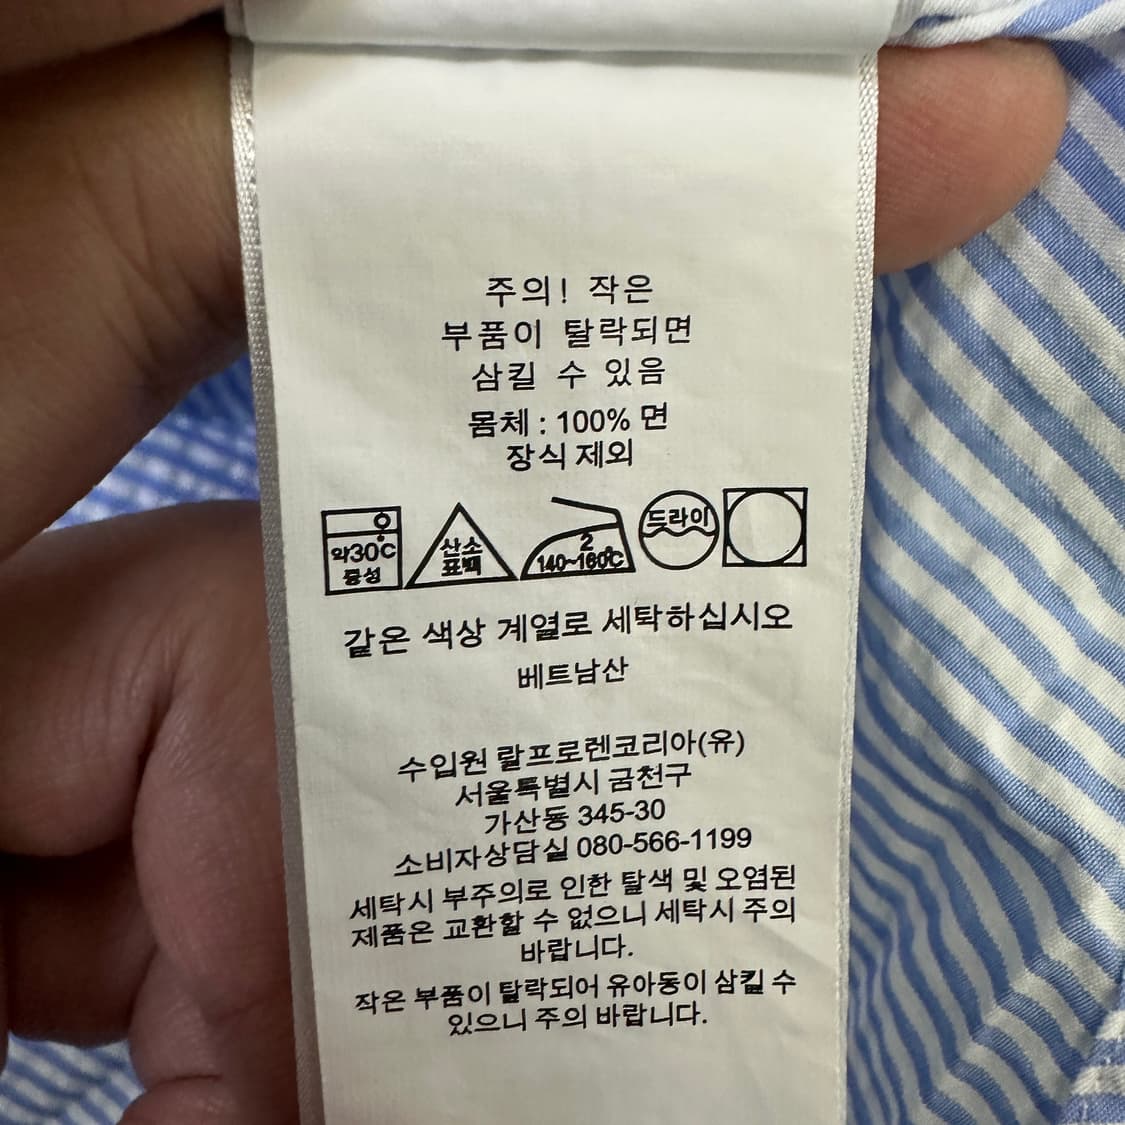 주의! 작은
부품이 탈락되면
삼킬 수 있음
몸체 : 100% 면
장식 제외
약30℃
중성
산소
표백
2
140~160℃
드라이
같은 색상 계열로 세탁하십시오
베트남산
수입원 랄프로렌코리아(유)
서울특별시 금천구
가산동 345-30
소비자상담실 080-566-1199
세탁시 부주의로 인한 탈색 및 오염된
제품은 교환할 수 없으니 세탁시 주의
바랍니다.
작은 부품이 탈락되어 유아동이 삼킬 수
있으니 주의 바랍니다.